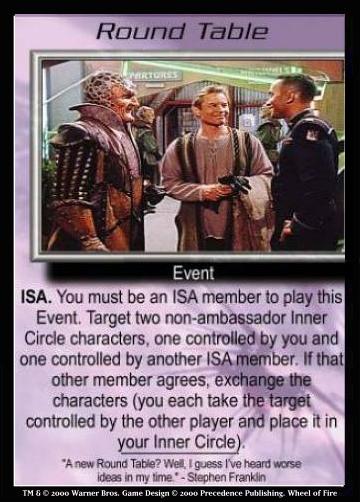 Round Table
PARTURES
Event
ISA. You must be an ISA member to play this
Event. Target two non-ambassador Inner
Circle characters, one controlled by you and
one controlled by another ISA member. If that
other member agrees, exchange the
characters (you each take the target
controlled by the other player and place it in
your Inner Circle).
"A new Round Table? Well, I guess I've heard worse
ideas in my time." - Stephen Franklin
TM & © 2000 Warner Bros. Game Design © 2000 Precedence Publishing. Wheel of Fire